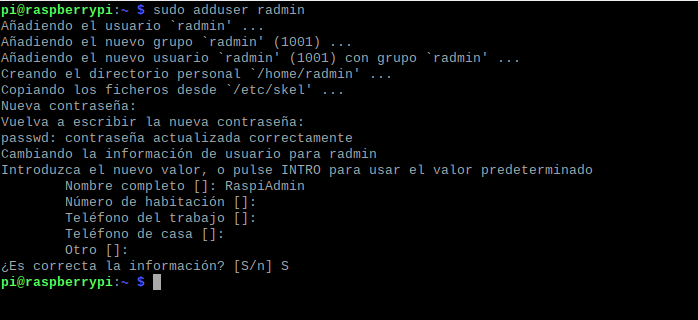 pi@raspberrypi:~ $ sudo adduser radmin
Añadiendo el usuario `radmin' ...
Añadiendo el nuevo grupo `radmin' (1001) ...
Añadiendo el nuevo usuario `radmin' (1001) con grupo `radmin' ...
Creando el directorio personal `/home/radmin' ...
Copiando los ficheros desde `/etc/skel' ...
Nueva contraseña:
Vuelva a escribir la nueva contraseña:
passwd: contraseña actualizada correctamente
Cambiando la información de usuario para radmin
Introduzca el nuevo valor, o pulse INTRO para usar el valor predeterminado
        Nombre completo []: RaspiAdmin
        Número de habitación []:
        Teléfono del trabajo []:
        Teléfono de casa []:
        Otro []:
¿Es correcta la información? [S/n] S
pi@raspberrypi:~ $